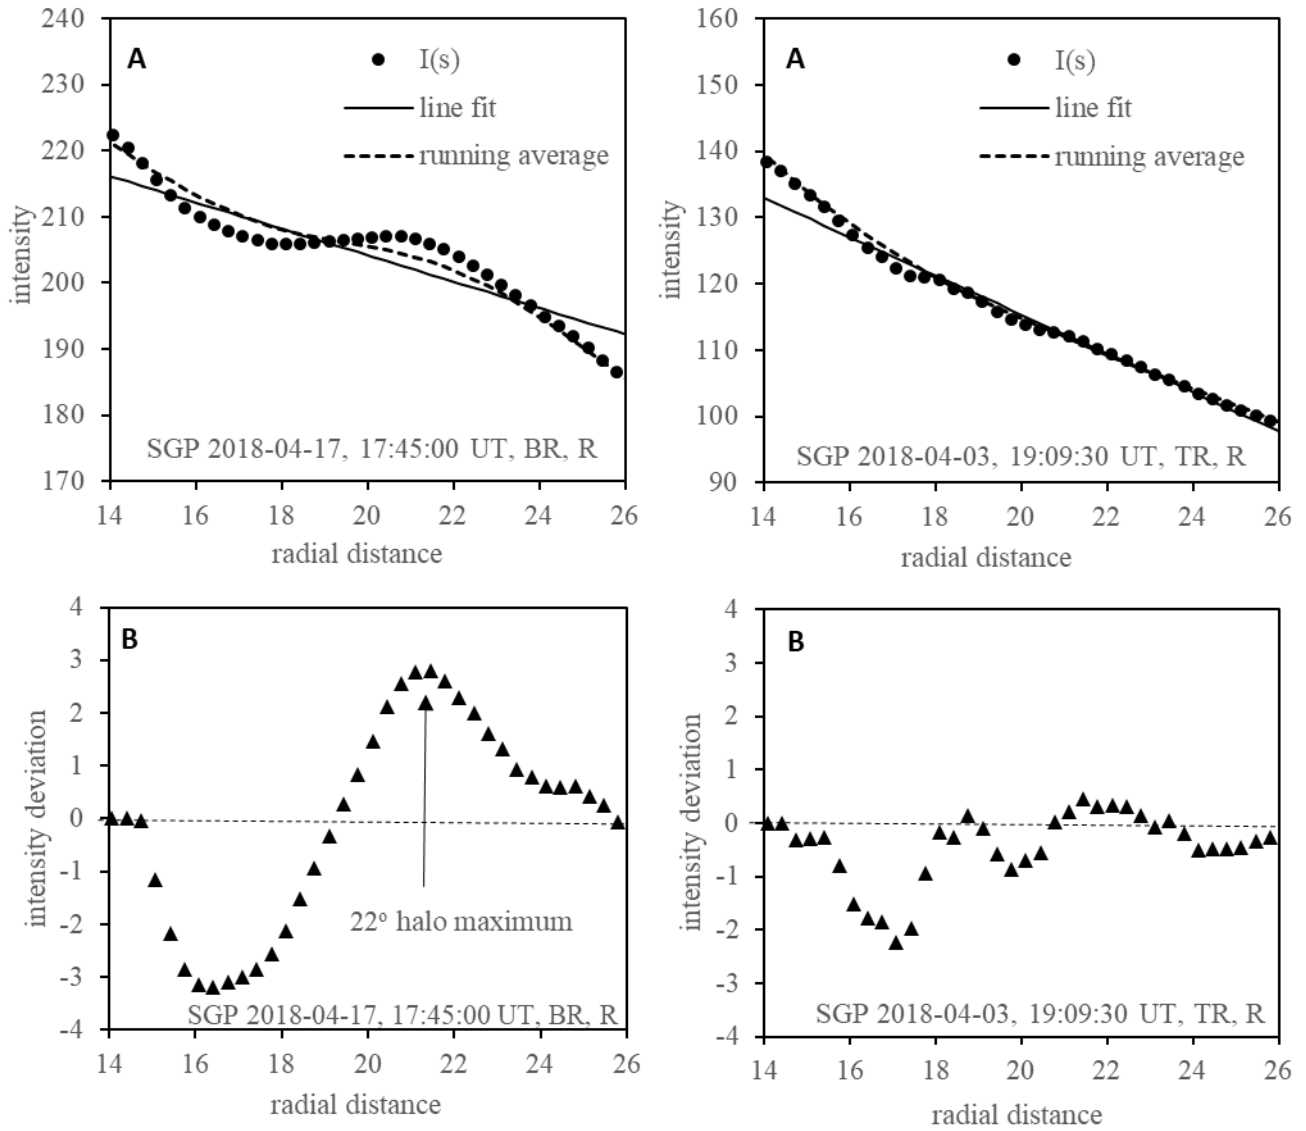 240
230
220
210
200
190
180
170
intensity
A
I(s)
line fit
running average
SGP 2018-04-17, 17:45:00 UT, BR, R
14 16 18 20 22 24 26
radial distance
160
150
140
130
120
110
100
90
intensity
A
I(s)
line fit
running average
SGP 2018-04-03, 19:09:30 UT, TR, R
14 16 18 20 22 24 26
radial distance
4
3
2
1
0
-1
-2
-3
-4
intensity deviation
B
22º halo maximum
SGP 2018-04-17, 17:45:00 UT, BR, R
14 16 18 20 22 24 26
radial distance
4
3
2
1
0
-1
-2
-3
-4
intensity deviation
B
SGP 2018-04-03, 19:09:30 UT, TR, R
14 16 18 20 22 24 26
radial distance